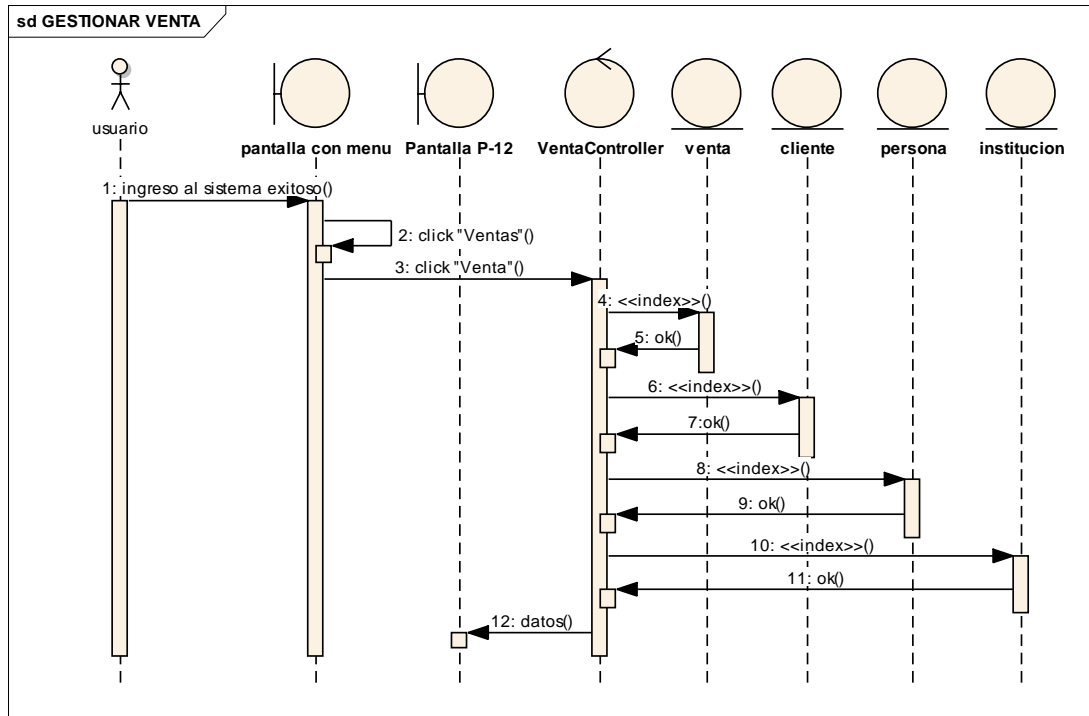 sd GESTIONAR VENTA
usuario
pantalla con menu
Pantalla P-12
VentaController
venta
cliente
persona
institucion
1: ingreso al sistema exitoso()
2: click "Ventas"()
3: click "Venta"()
4: <<index>>()
5: ok()
6: <<index>>()
7:ok()
8: <<index>>()
9: ok()
10: <<index>>()
11: ok()
12: datos()